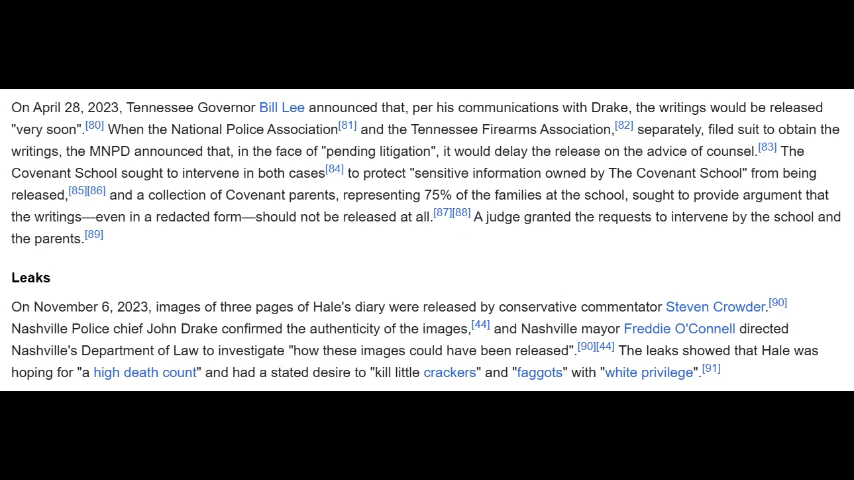 On April 28, 2023, Tennessee Governor Bill Lee announced that, per his communications with Drake, the writings would be released
"very soon".[80] When the National Police Association[81] and the Tennessee Firearms Association,[82] separately, filed suit to obtain the
writings, the MNPD announced that, in the face of "pending litigation", it would delay the release on the advice of counsel.[83] The
Covenant School sought to intervene in both cases[84] to protect "sensitive information owned by The Covenant School" from being
released,[85][86] and a collection of Covenant parents, representing 75% of the families at the school, sought to provide argument that
the writings—even in a redacted form—should not be released at all.[87][88] A judge granted the requests to intervene by the school and
the parents.[89]
Leaks
On November 6, 2023, images of three pages of Hale's diary were released by conservative commentator Steven Crowder.[90]
Nashville Police chief John Drake confirmed the authenticity of the images,[44] and Nashville mayor Freddie O'Connell directed
Nashville's Department of Law to investigate "how these images could have been released".[90][44] The leaks showed that Hale was
hoping for "a high death count" and had a stated desire to "kill little crackers" and "faggots" with "white privilege".[91]